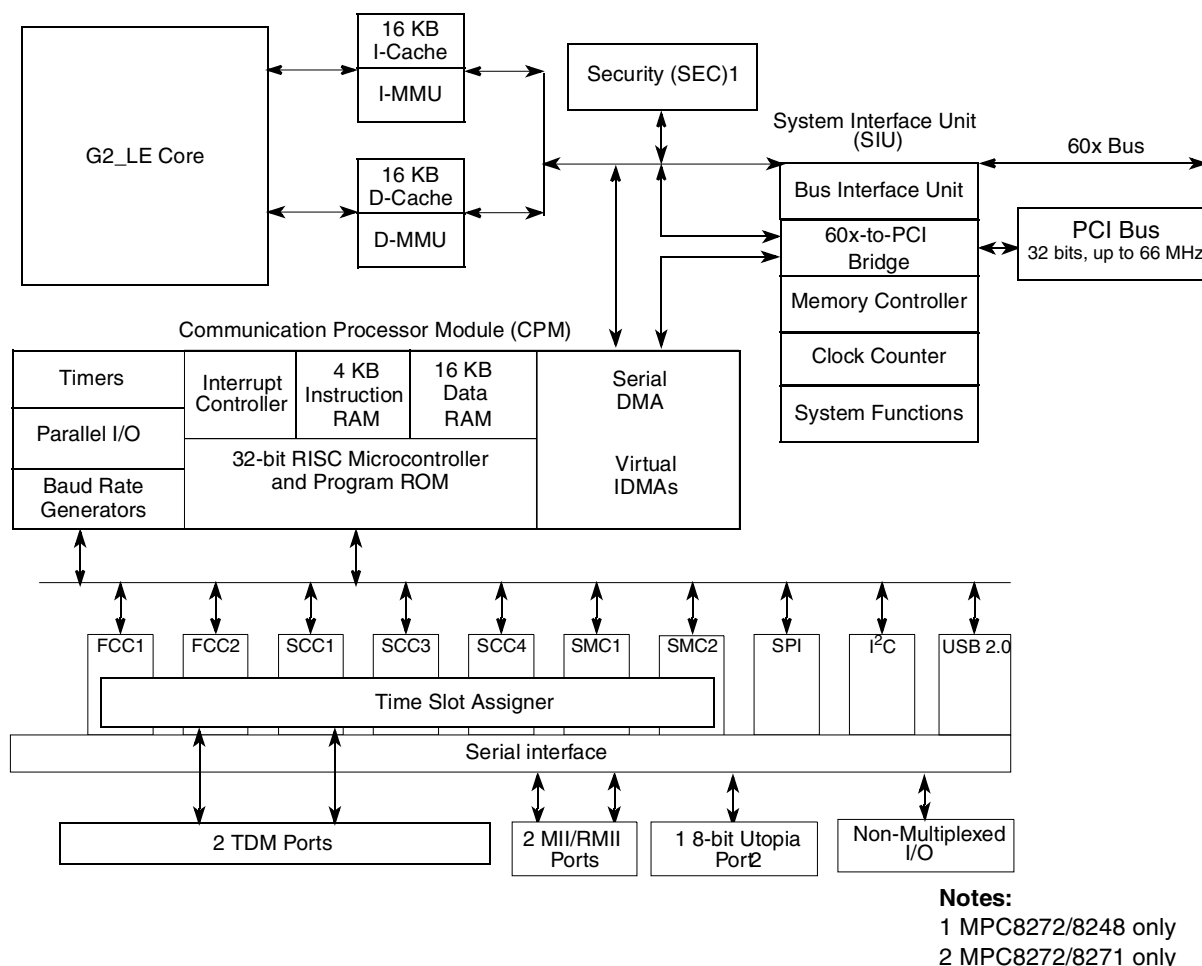 16 KB
I-Cache
I-MMU
Security (SEC)1
G2_LE Core
System Interface Unit
(SIU)
60x Bus
16 KB
D-Cache
D-MMU
Bus Interface Unit
60x-to-PCI
Bridge
PCI Bus
32 bits, up to 66 MHz
Memory Controller
Clock Counter
System Functions
Communication Processor Module (CPM)
Timers
Parallel I/O
Baud Rate
Generators
Interrupt
Controller
4 KB
Instruction
RAM
16 KB
Data
RAM
32-bit RISC Microcontroller
and Program ROM
Serial
DMA
Virtual
IDMAs
FCC1
FCC2
SCC1
SCC3
SCC4
SMC1
SMC2
SPI
I²C
USB 2.0
Time Slot Assigner
Serial interface
2 TDM Ports
2 MII/RMII
Ports
1 8-bit Utopia
Port2
Non-Multiplexed
I/O
Notes:
1 MPC8272/8248 only
2 MPC8272/8271 only